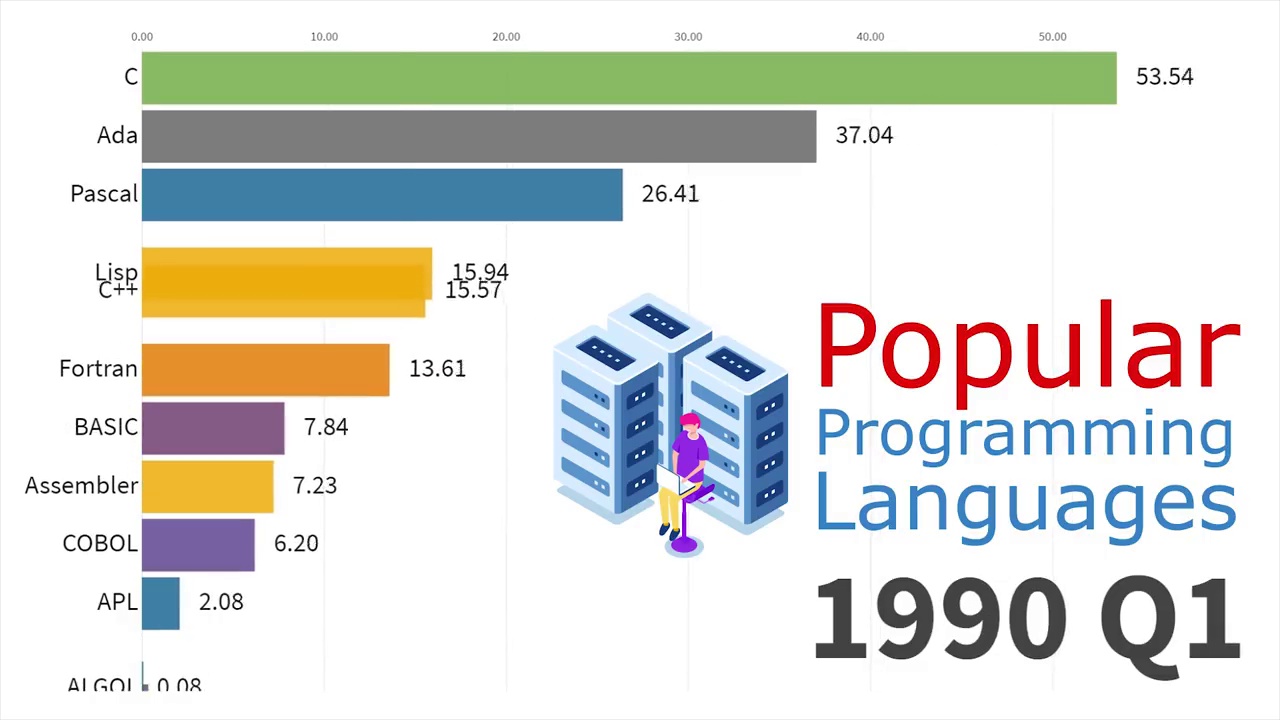 0.00 10.00 20.00 30.00 40.00 50.00
C 53.54
Ada 37.04
Pascal 26.41
Lisp 15.94
C++ 15.57
Fortran 13.61
BASIC 7.84
Assembler 7.23
COBOL 6.20
APL 2.08
ALGOL 0.08
Popular
Programming
Languages
1990 Q1